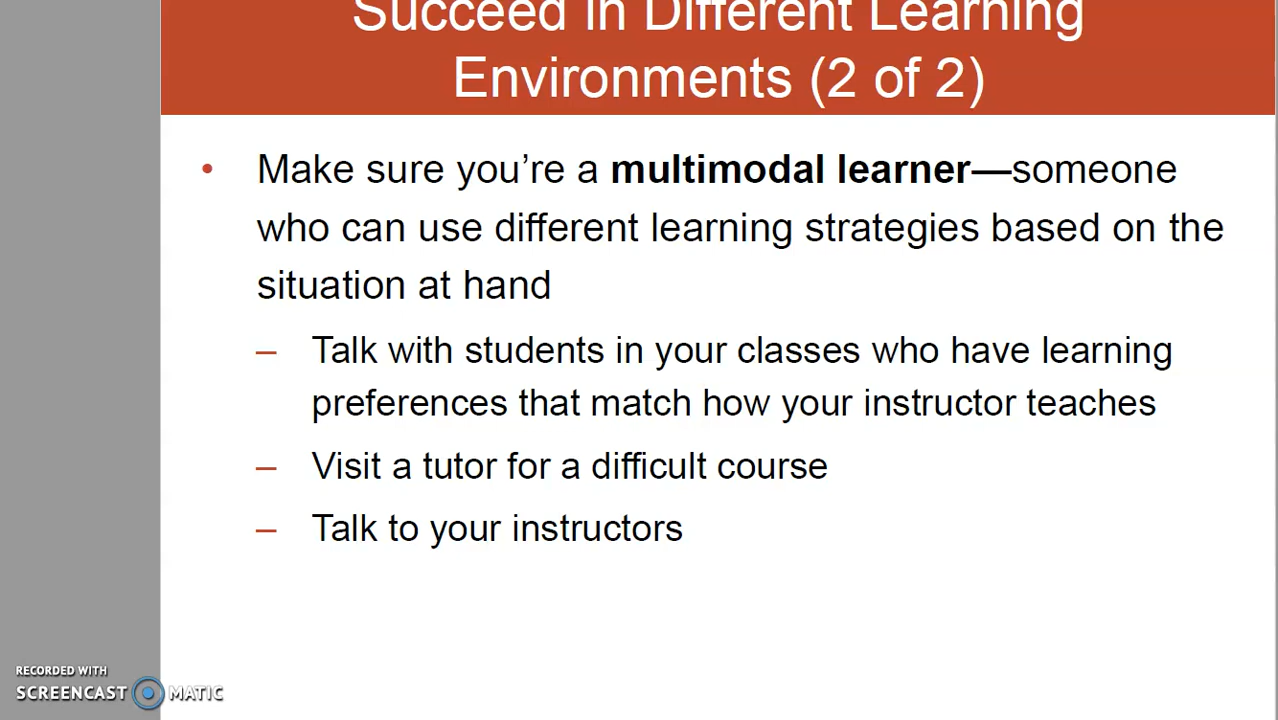 Succeed in Different Learning
Environments (2 of 2)
• Make sure you’re a multimodal learner—someone
who can use different learning strategies based on the
situation at hand
– Talk with students in your classes who have learning
preferences that match how your instructor teaches
– Visit a tutor for a difficult course
– Talk to your instructors
RECORDED WITH
SCREENCAST MATIC